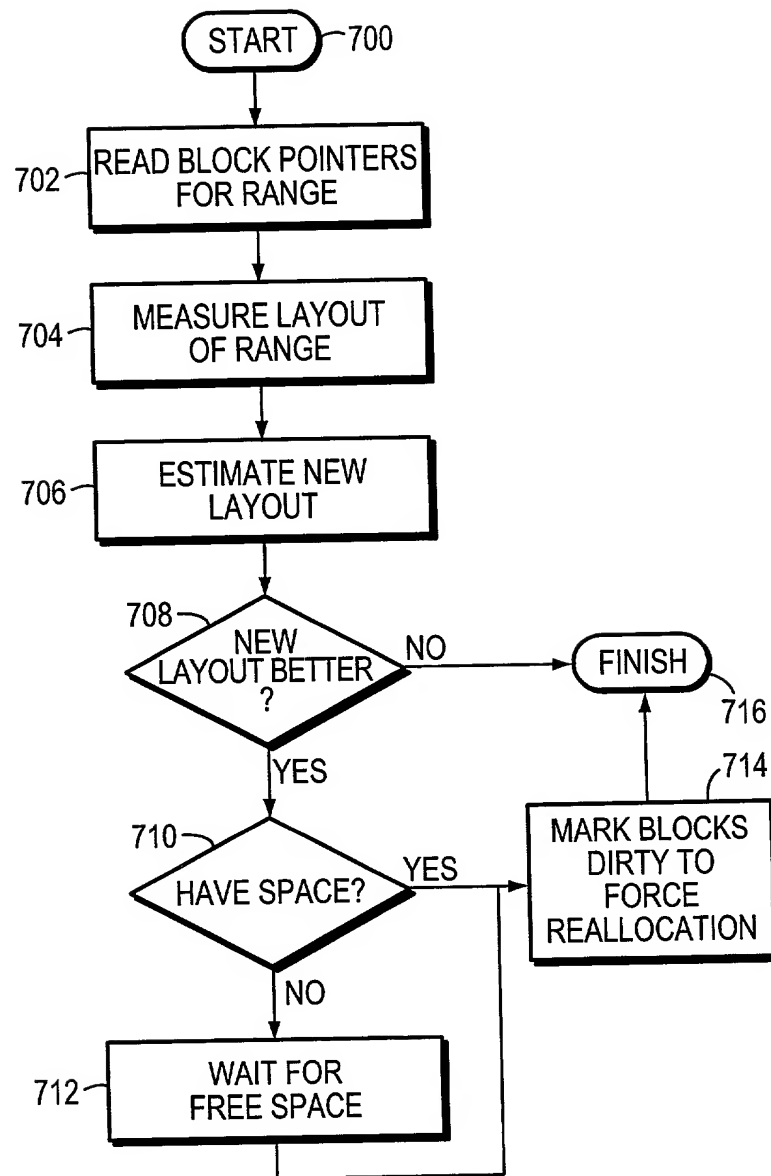 START
700
702
READ BLOCK POINTERS
FOR RANGE
704
MEASURE LAYOUT
OF RANGE
706
ESTIMATE NEW
LAYOUT
708
NEW
LAYOUT BETTER
?
NO
FINISH
716
YES
710
HAVE SPACE?
YES
714
MARK BLOCKS
DIRTY TO
FORCE
REALLOCATION
NO
712
WAIT FOR
FREE SPACE